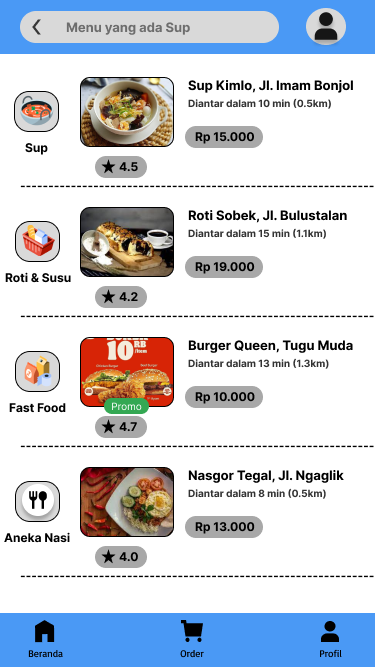 Menu yang ada Sup
Sup Kimlo, Jl. Imam Bonjol
Diantar dalam 10 min (0.5km)
Rp 15.000
Sup
4.5
Roti Sobek, Jl. Bulustalan
Diantar dalam 15 min (1.1km)
Rp 19.000
Roti & Susu
4.2
Burger Queen, Tugu Muda
Diantar dalam 13 min (1.3km)
10 RB
/item
Rp 10.000
Fast Food
Promo
4.7
Nasgor Tegal, Jl. Ngaglik
Diantar dalam 8 min (0.5km)
Rp 13.000
Aneka Nasi
4.0
Beranda
Order
Profil